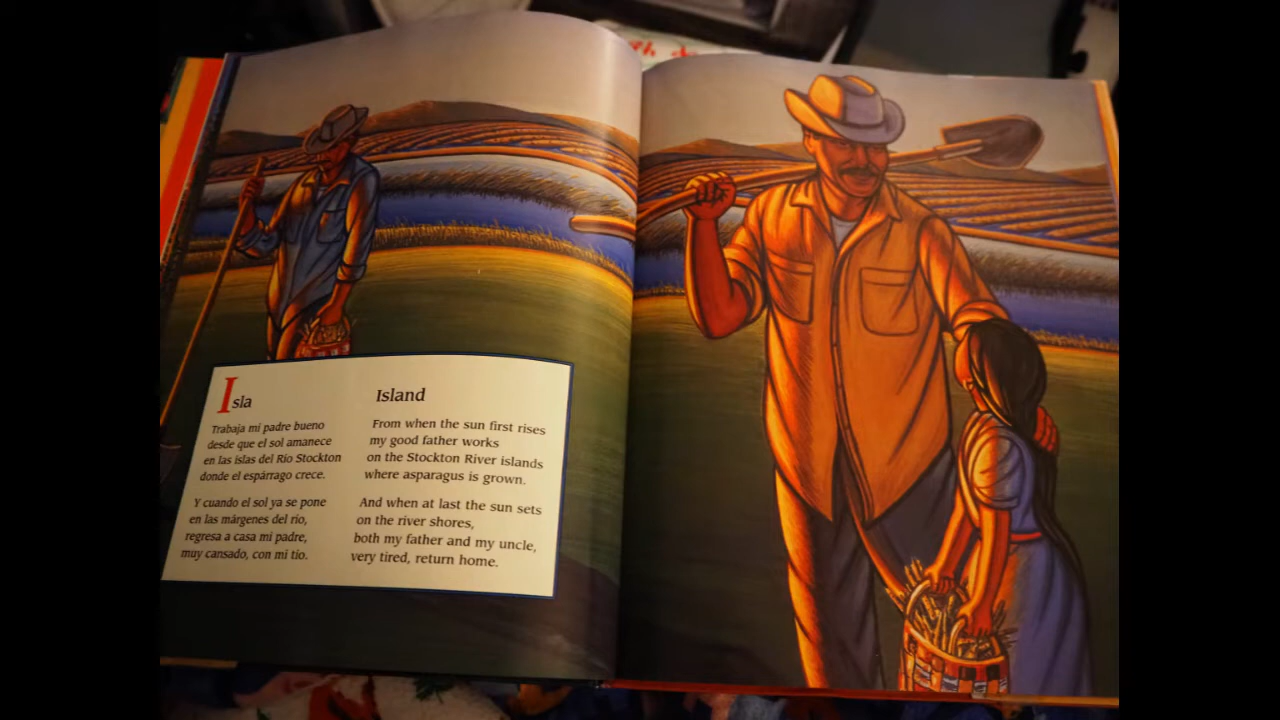 Isla
Trabaja mi padre bueno
desde que el sol amanece
en las islas del Río Stockton
donde el espárrago crece.
Y cuando el sol ya se pone
en las márgenes del río,
regresa a casa mi padre,
muy cansado, con mi tío.
Island
From when the sun first rises
my good father works
on the Stockton River islands
where asparagus is grown.
And when at last the sun sets
on the river shores,
both my father and my uncle,
very tired, return home.